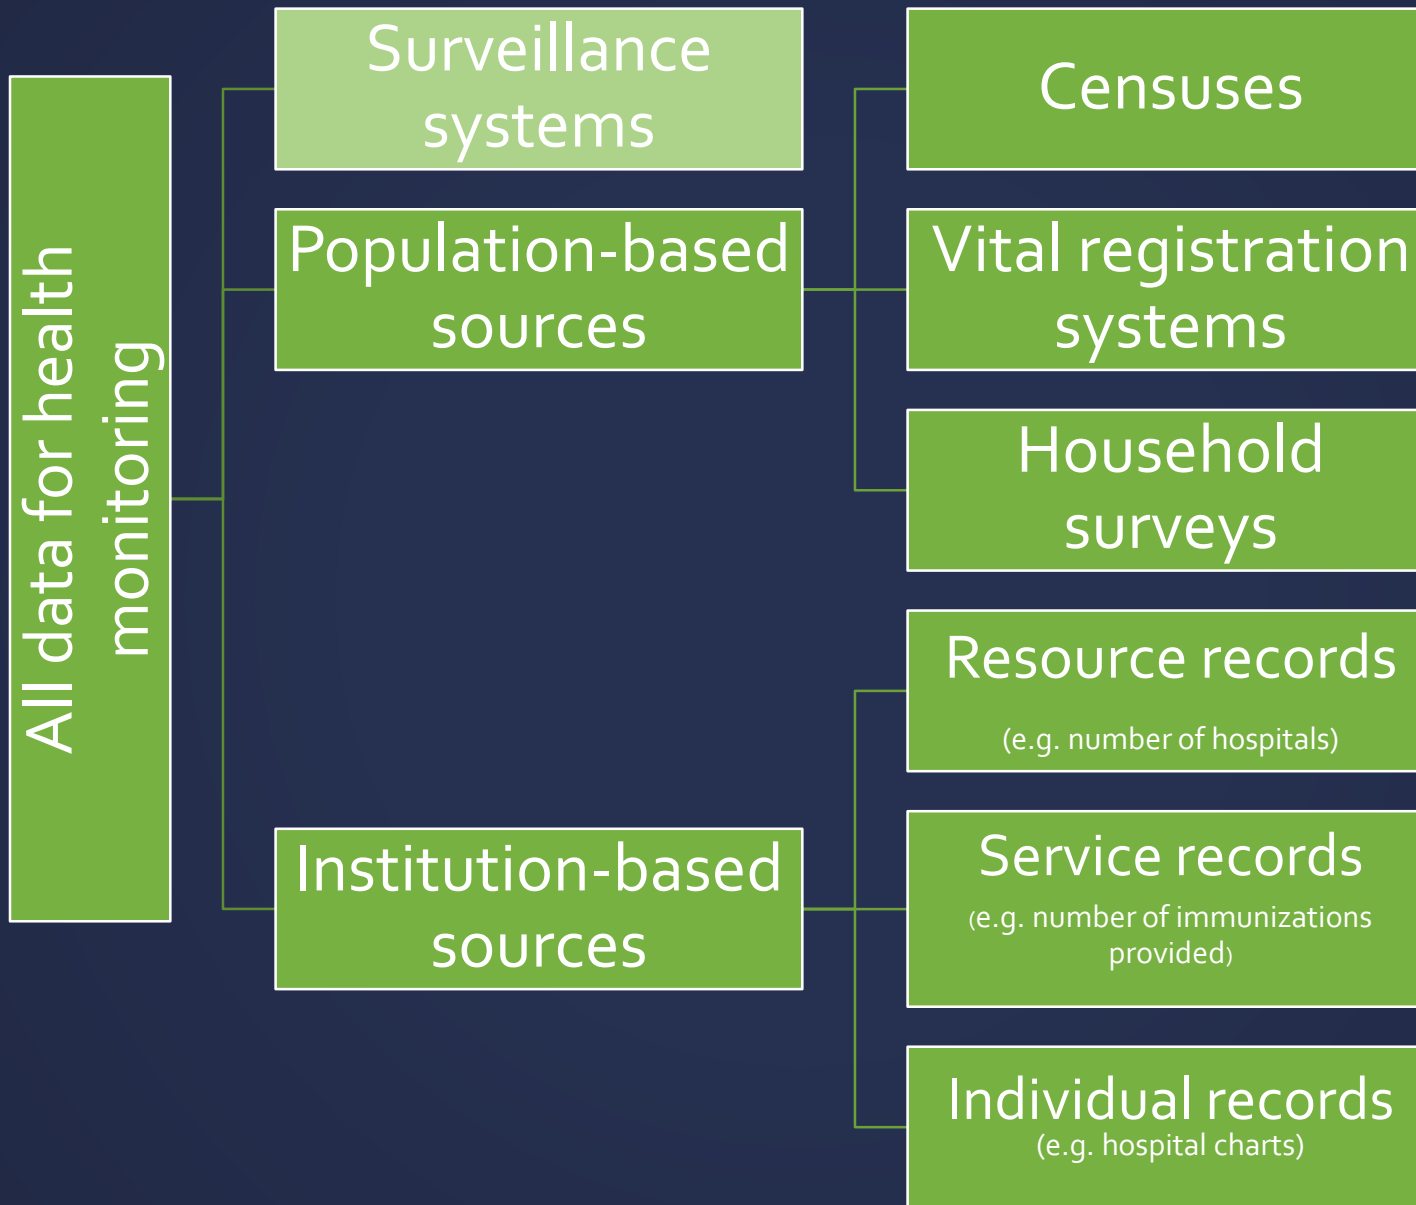 All data for health
monitoring
Surveillance
systems
Population-based
sources
Institution-based
sources
Censuses
Vital registration
systems
Household
surveys
Resource records
(e.g. number of hospitals)
Service records
(e.g. number of immunizations
provided)
Individual records
(e.g. hospital charts)